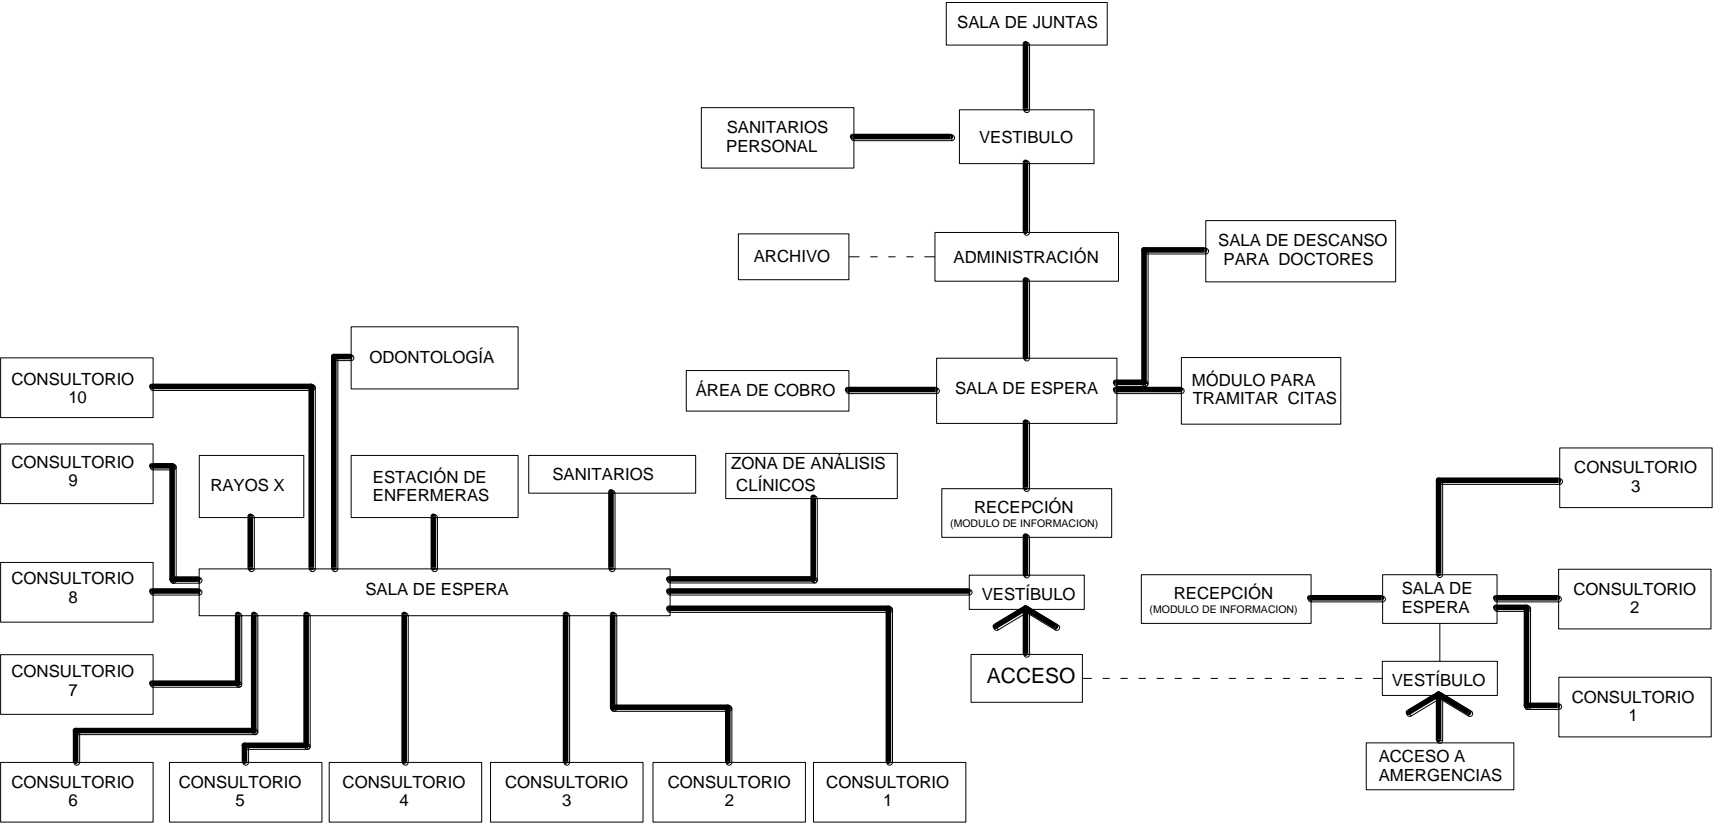 SALA DE JUNTAS
SANITARIOS
PERSONAL
VESTIBULO
ARCHIVO
ADMINISTRACIÓN
SALA DE DESCANSO
PARA DOCTORES
ÁREA DE COBRO
SALA DE ESPERA
MÓDULO PARA
TRAMITAR CITAS
RECEPCIÓN
(MODULO DE INFORMACION)
ODONTOLOGÍA
CONSULTORIO
10
CONSULTORIO
9
RAYOS X
ESTACIÓN DE
ENFERMERAS
SANITARIOS
ZONA DE ANÁLISIS
CLÍNICOS
CONSULTORIO
8
SALA DE ESPERA
VESTÍBULO
ACCESO
CONSULTORIO
7
CONSULTORIO
6
CONSULTORIO
5
CONSULTORIO
4
CONSULTORIO
3
CONSULTORIO
2
CONSULTORIO
1
CONSULTORIO
3
RECEPCIÓN
(MODULO DE INFORMACION)
SALA DE
ESPERA
CONSULTORIO
2
VESTÍBULO
CONSULTORIO
1
ACCESO A
AMERGENCIAS